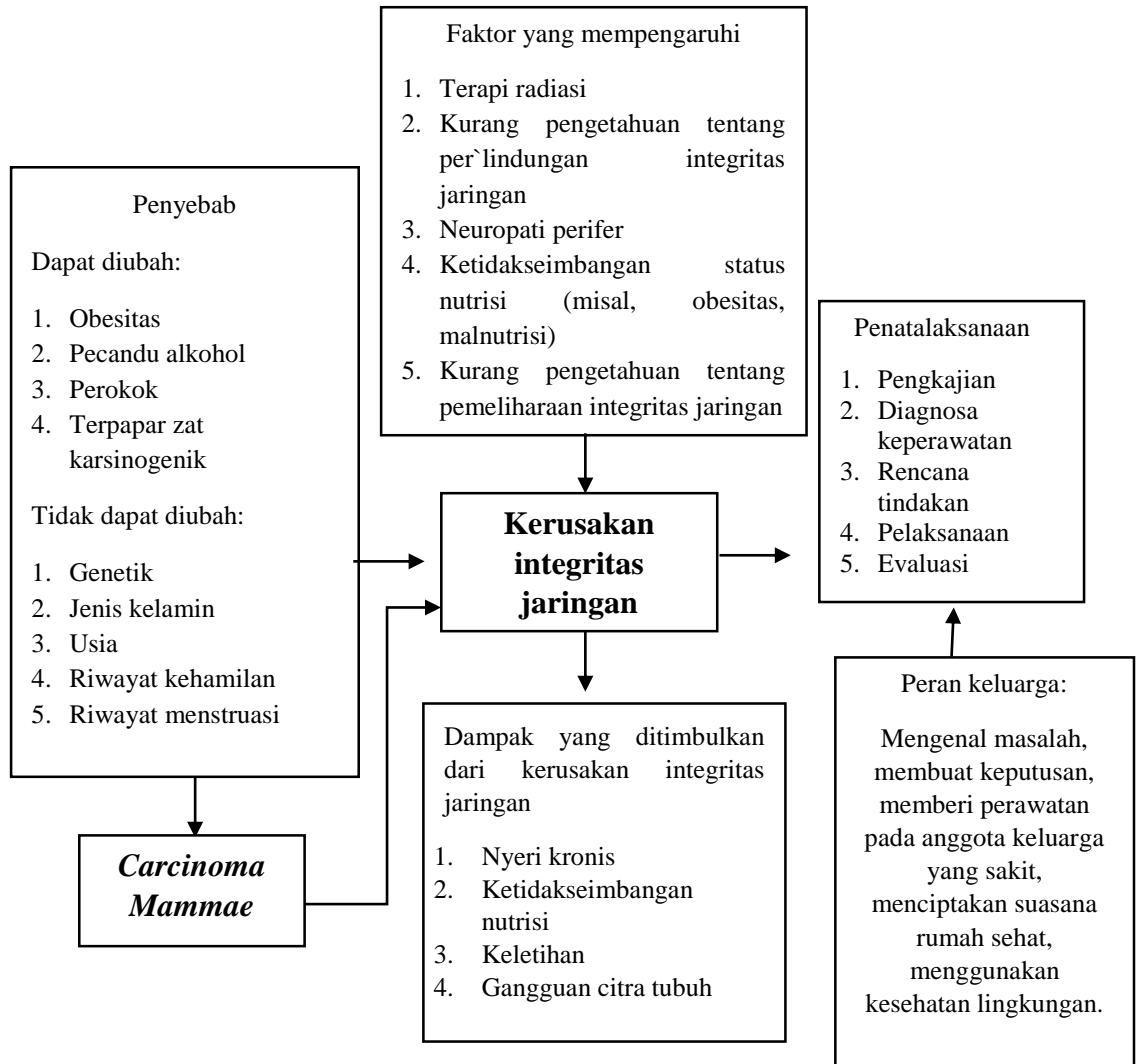 Faktor yang mempengaruhi
1. Terapi radiasi
2. Kurang pengetahuan tentang
per`lindungan integritas
jaringan
3. Neuropati perifer
4. Ketidakseimbangan status
nutrisi (misal, obesitas,
malnutrisi)
5. Kurang pengetahuan tentang
pemeliharaan integritas jaringan
Penyebab
Dapat diubah:
1. Obesitas
2. Pecandu alkohol
3. Perokok
4. Terpapar zat
karsinogenik
Tidak dapat diubah:
1. Genetik
2. Jenis kelamin
3. Usia
4. Riwayat kehamilan
5. Riwayat menstruasi
Kerusakan
integritas
jaringan
Penatalaksanaan
1. Pengkajian
2. Diagnosa
keperawatan
3. Rencana
tindakan
4. Pelaksanaan
5. Evaluasi
Carcinoma
Mammae
Dampak yang ditimbulkan
dari kerusakan integritas
jaringan
1. Nyeri kronis
2. Ketidakseimbangan
nutrisi
3. Keletihan
4. Gangguan citra tubuh
Peran keluarga:
Mengenal masalah,
membuat keputusan,
memberi perawatan
pada anggota keluarga
yang sakit,
menciptakan suasana
rumah sehat,
menggunakan
kesehatan lingkungan.